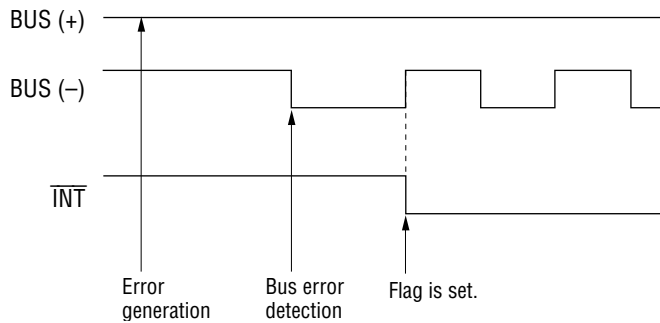 BUS (+)
BUS (–)
INT
Error
generation
Bus error
detection
Flag is set.